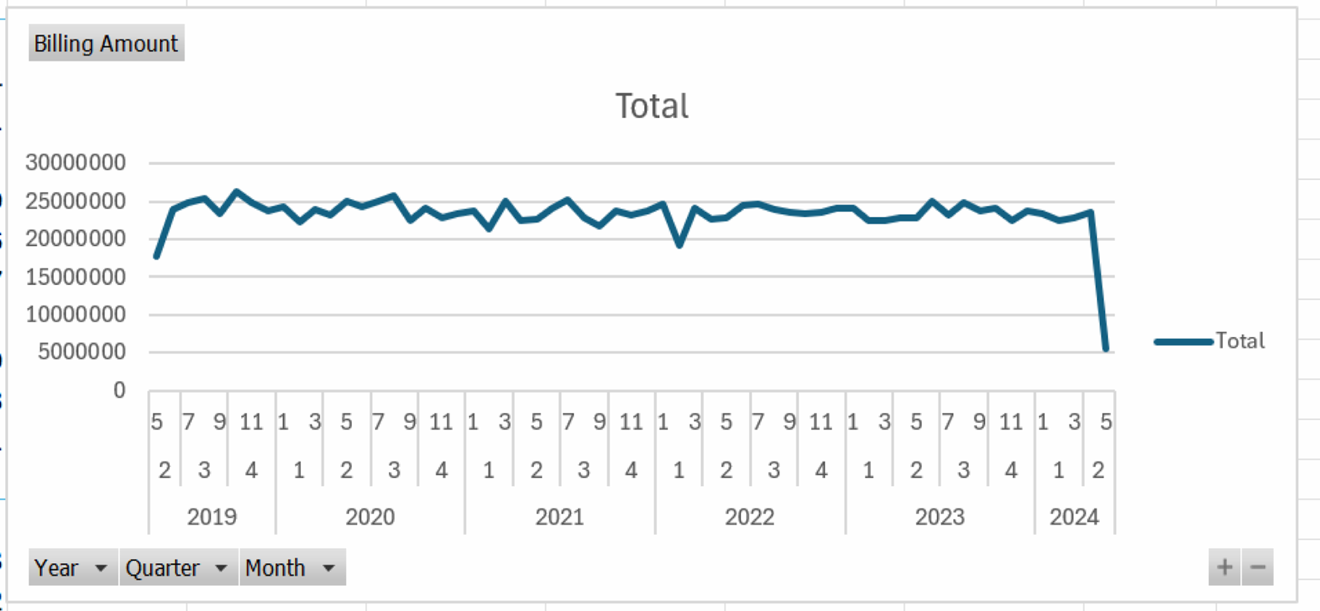 Billing Amount
Total
30000000
25000000
20000000
15000000
10000000
5000000
0
Total
5 7 9 11 1 3 5 7 9 11 1 3 5 7 9 11 1 3 5 7 9 11 1 3 5 7 9 11 1 3 5
2 3 4 1 2 3 4 1 2 3 4 1 2 3 4 1 2 3 4 1 2
2019 2020 2021 2022 2023 2024
Year Quarter Month + −